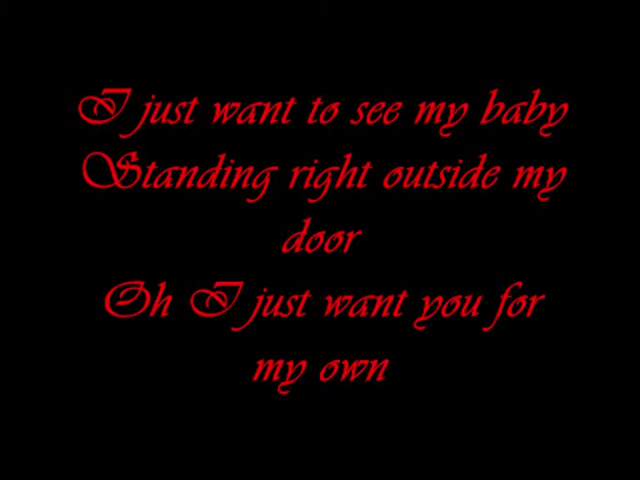 I just want to see my baby
Standing right outside my
door
Oh I just want you for
my own